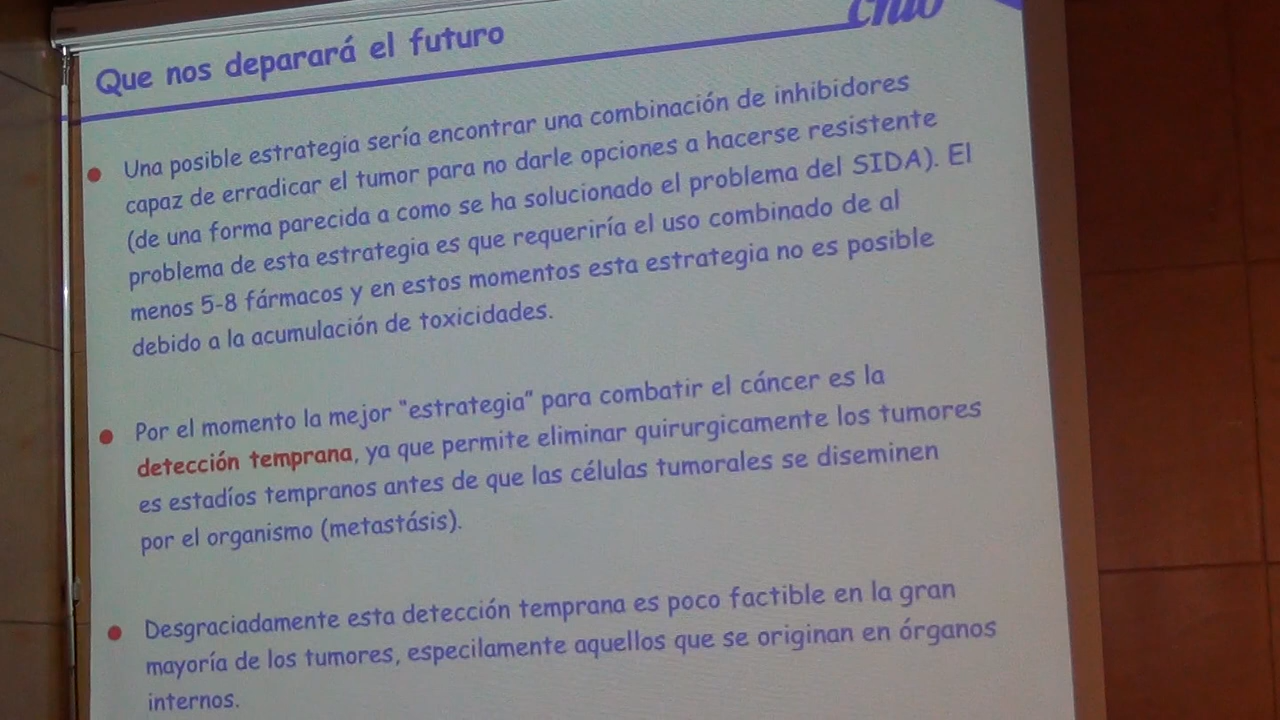 Que nos deparará el futuro
Una posible estrategia sería encontrar una combinación de inhibidores
capaz de erradicar el tumor para no darle opciones a hacerse resistente
(de una forma parecida a como se ha solucionado el problema del SIDA). El
problema de esta estrategia es que requeriría el uso combinado de al
menos 5-8 fármacos y en estos momentos esta estrategia no es posible
debido a la acumulación de toxicidades.
Por el momento la mejor "estrategia" para combatir el cáncer es la
detección temprana, ya que permite eliminar quirurgicamente los tumores
es estadíos tempranos antes de que las células tumorales se diseminen
por el organismo (metastásis).
Desgraciadamente esta detección temprana es poco factible en la gran
mayoría de los tumores, especilamente aquellos que se originan en órganos
internos.